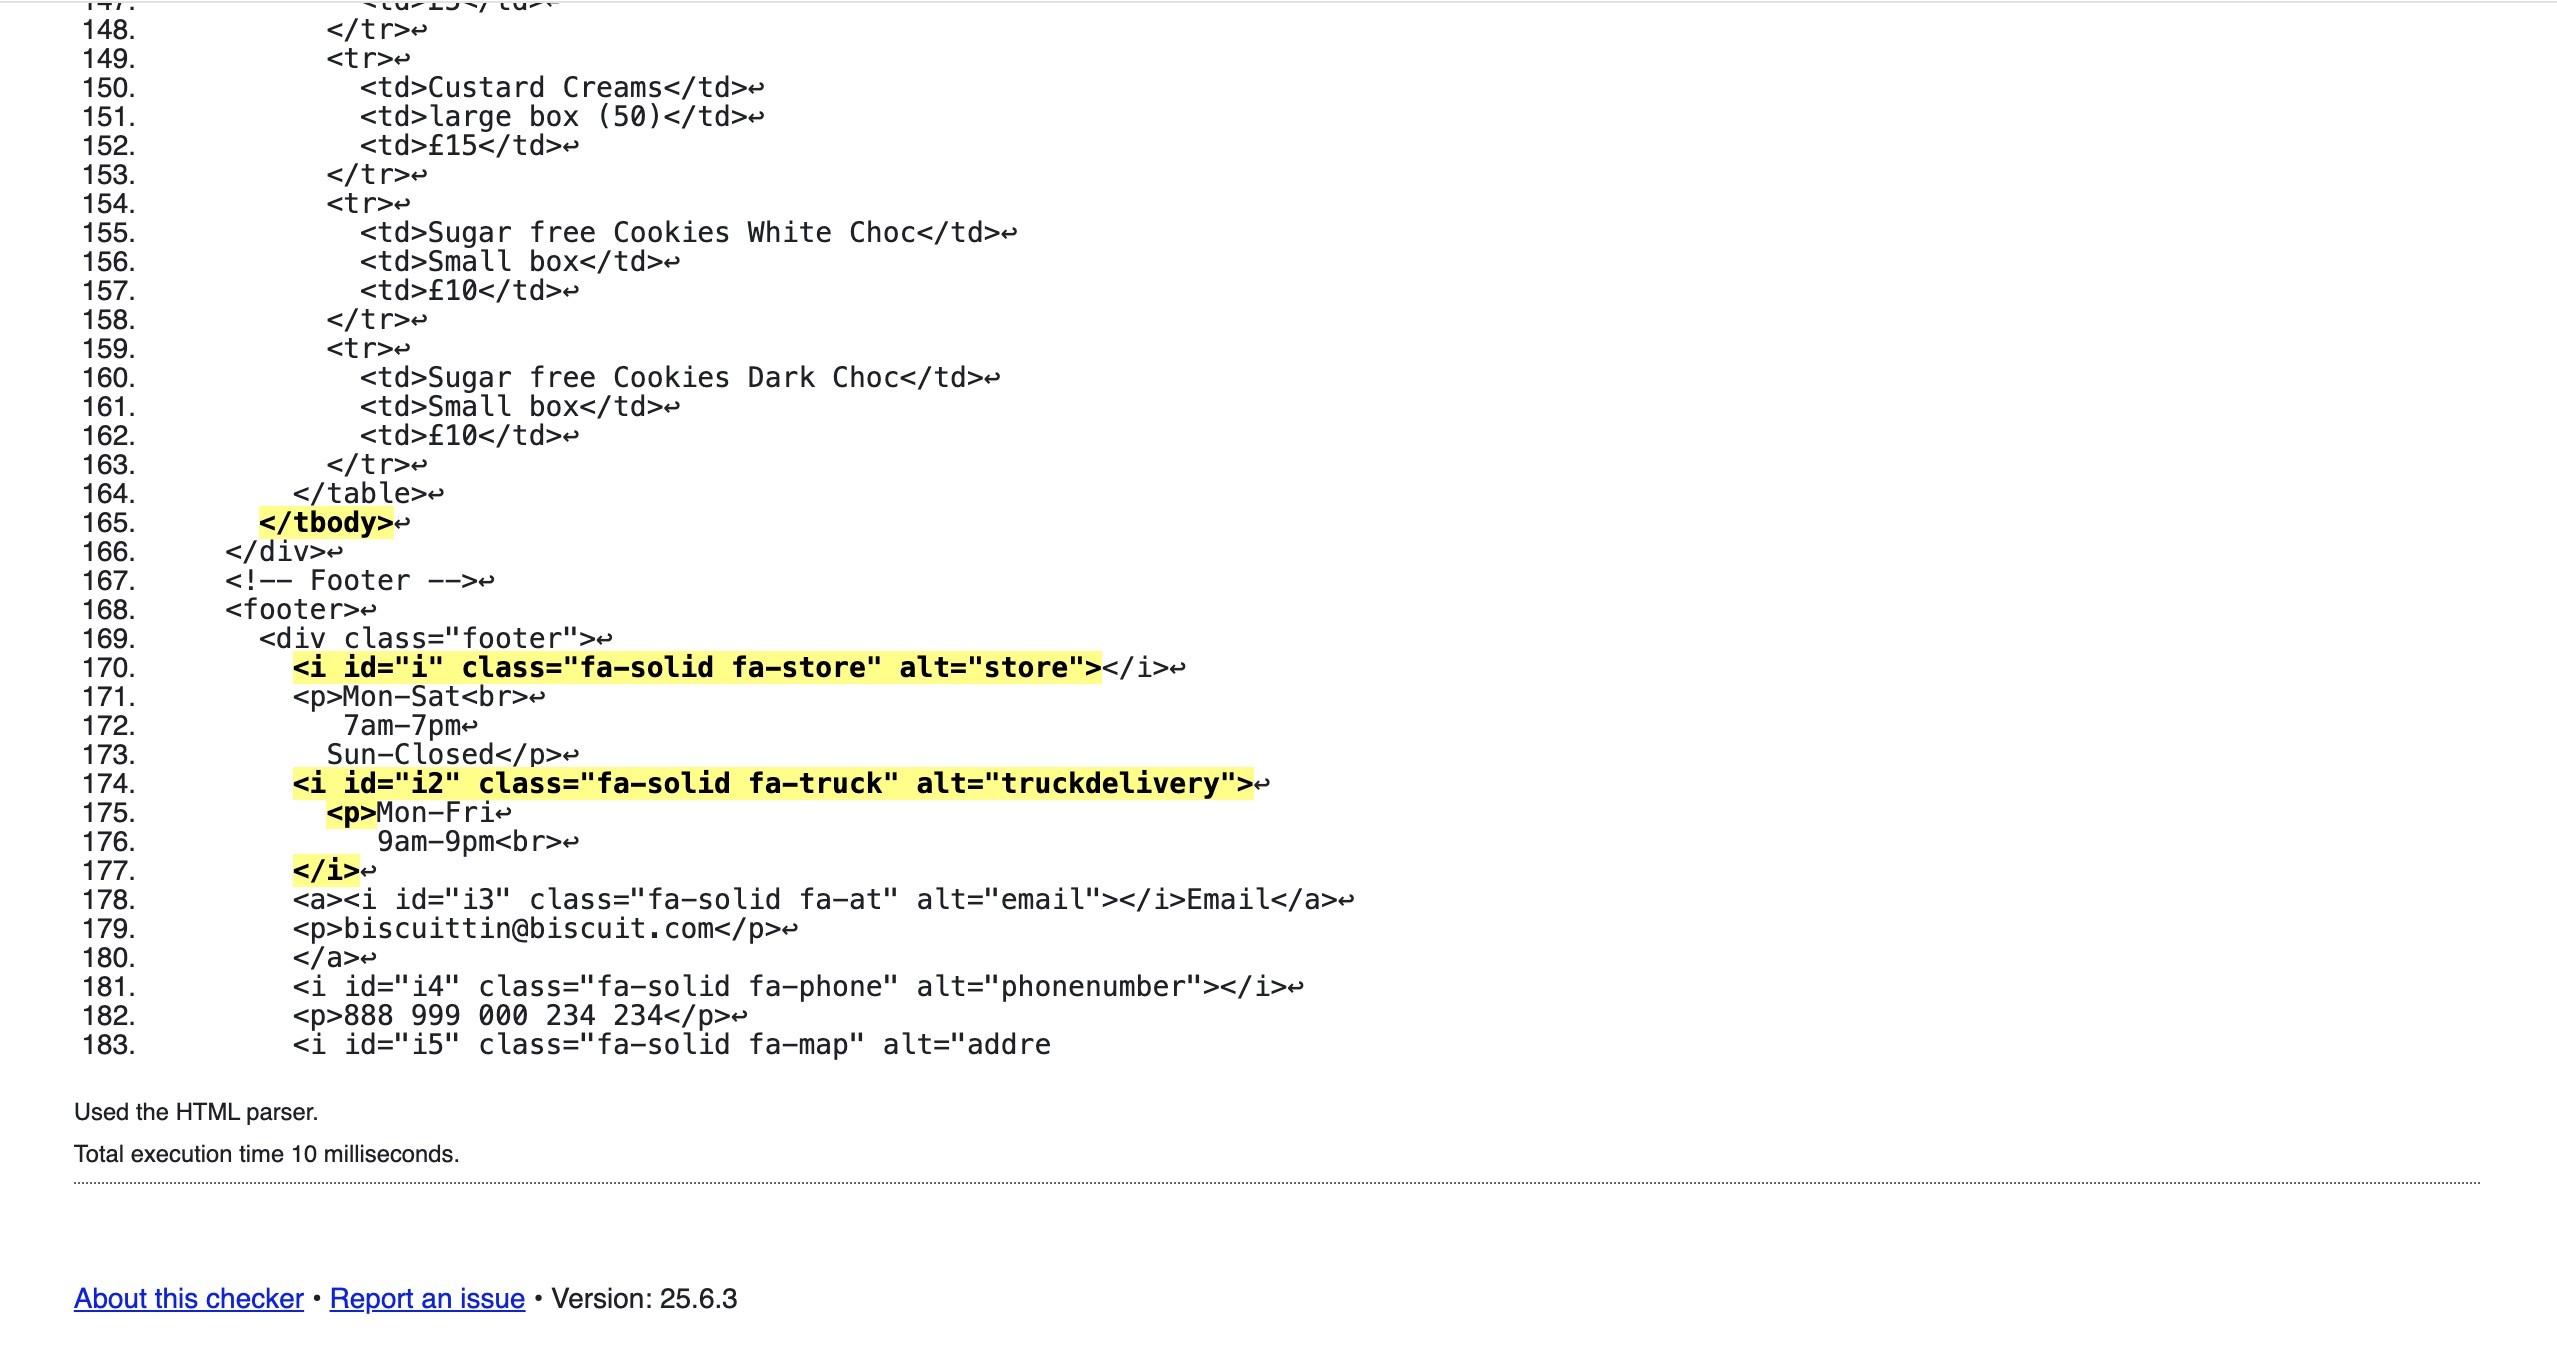 148. </tr>↩
149. <tr>↩
150. <td>Custard Creams</td>↩
151. <td>large box (50)</td>↩
152. <td>£15</td>↩
153. </tr>↩
154. <tr>↩
155. <td>Sugar free Cookies White Choc</td>↩
156. <td>Small box</td>↩
157. <td>£10</td>↩
158. </tr>↩
159. <tr>↩
160. <td>Sugar free Cookies Dark Choc</td>↩
161. <td>Small box</td>↩
162. <td>£10</td>↩
163. </tr>↩
164. </table>↩
165. </tbody>↩
166. </div>↩
167. <!-- Footer -->↩
168. <footer>↩
169. <div class="footer">↩
170. <i id="i" class="fa-solid fa-store" alt="store"></i>↩
171. <p>Mon-Sat<br>↩
172. 7am-7pm↩
173. Sun-Closed</p>↩
174. <i id="i2" class="fa-solid fa-truck" alt="truckdelivery">↩
175. <p>Mon-Fri↩
176. 9am-9pm<br>↩
177. </i>↩
178. <a><i id="i3" class="fa-solid fa-at" alt="email"></i>Email</a>↩
179. <p>biscuittin@biscuit.com</p>↩
180. </a>↩
181. <i id="i4" class="fa-solid fa-phone" alt="phonenumber"></i>↩
182. <p>888 999 000 234 234</p>↩
183. <i id="i5" class="fa-solid fa-map" alt="addre
Used the HTML parser.
Total execution time 10 milliseconds.
About this checker • Report an issue • Version: 25.6.3